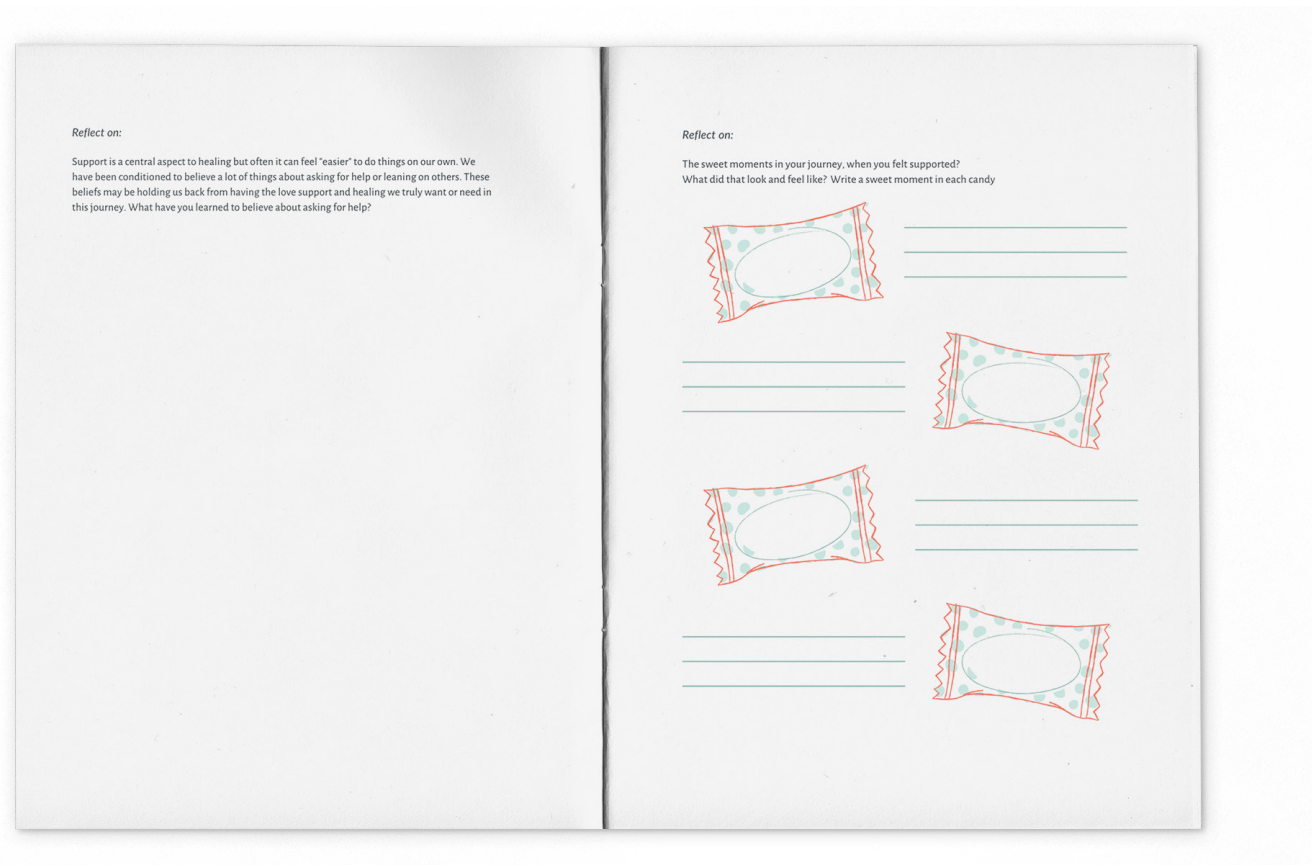 Reflect on:
Support is a central aspect to healing but often it can feel "easier" to do things on our own. We
have been conditioned to believe a lot of things about asking for help or leaning on others. These
beliefs may be holding us back from having the love support and healing we truly want or need in
this journey. What have you learned to believe about asking for help?
Reflect on:
The sweet moments in your journey, when you felt supported?
What did that look and feel like? Write a sweet moment in each candy